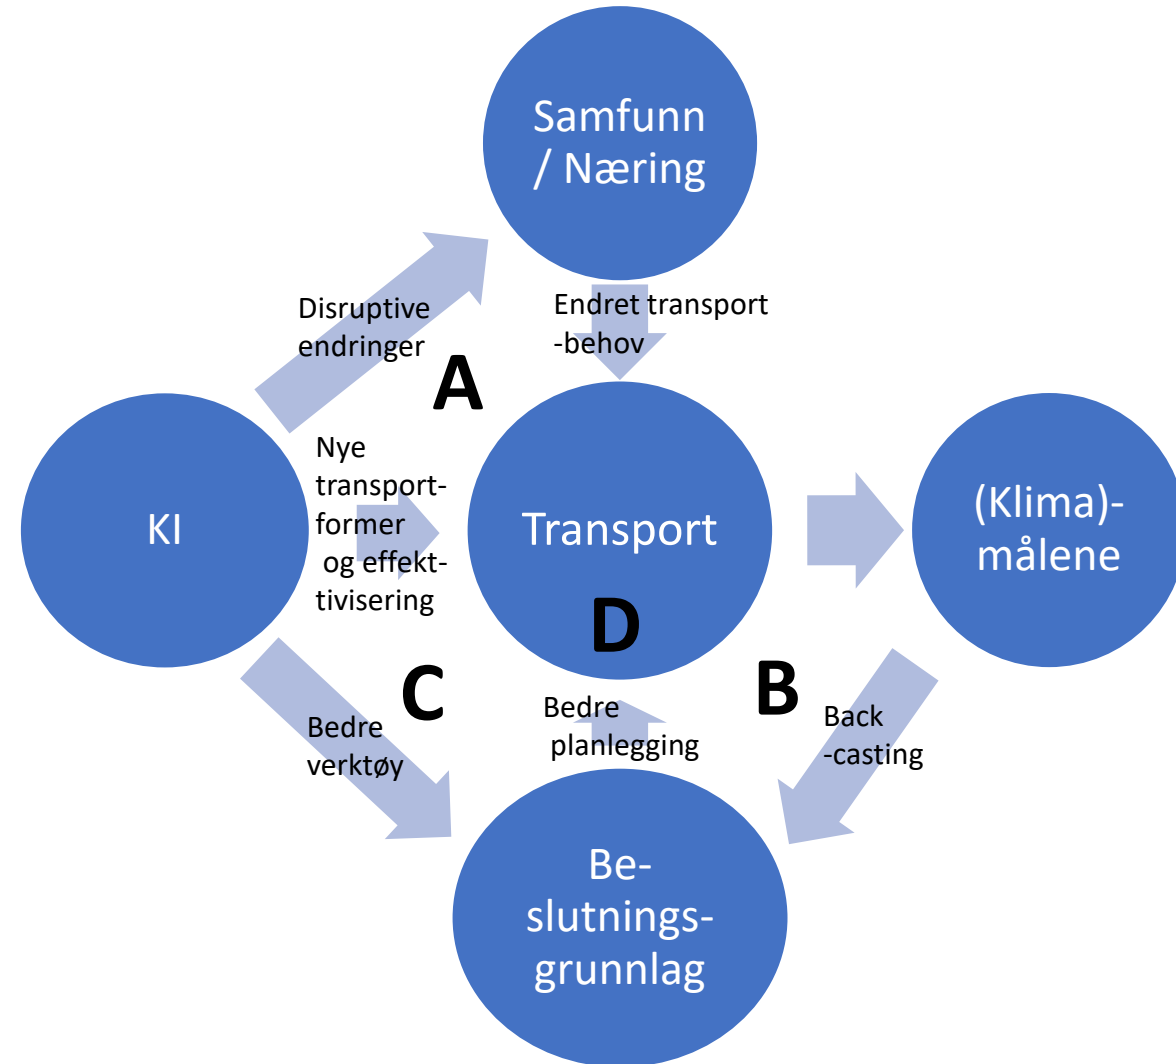 Samfunn
/ Næring
Disruptive
endringer
Endret transport
-behov
A
KI
Nye
transport-
former
og effekt-
tivisering
Transport
(Klima)-
målene
D
C
B
Bedre
verktøy
Bedre
planlegging
Back
-casting
Be-
slutnings-
grunnlag